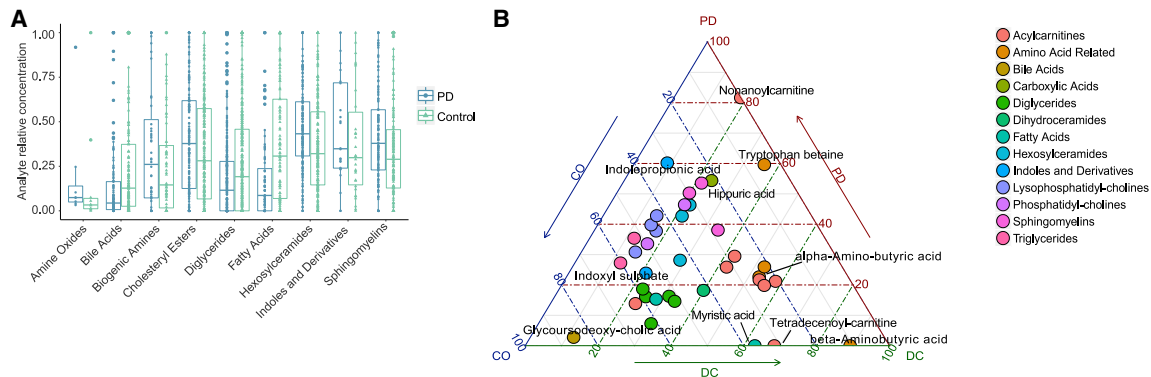 A
Analyte relative concentration
1.00
0.75
0.50
0.25
0.00
Amine Oxides
Bile Acids
Biogenic Amines
Cholesteryl Esters
Diglycerides
Fatty Acids
Hexosylceramides
Indoles and Derivatives
Sphingomyelins
PD
Control
B
PD
100
80
60
40
20
PD
20
40
60
80
100
CO
CO
20
40
60
80
100
DC
DC
Nonanoylcarnitine
Tryptophan betaine
Indolepropionic acid
Hippuric acid
alpha-Amino-butyric acid
Indoxyl sulphate
Myristic acid
Tetradecenoyl-carnitine
Glycoursodeoxy-cholic acid
beta-Aminobutyric acid
Acylcarnitines
Amino Acid Related
Bile Acids
Carboxylic Acids
Diglycerides
Dihydroceramides
Fatty Acids
Hexosylceramides
Indoles and Derivatives
Lysophosphatidyl-cholines
Phosphatidyl-cholines
Sphingomyelins
Triglycerides